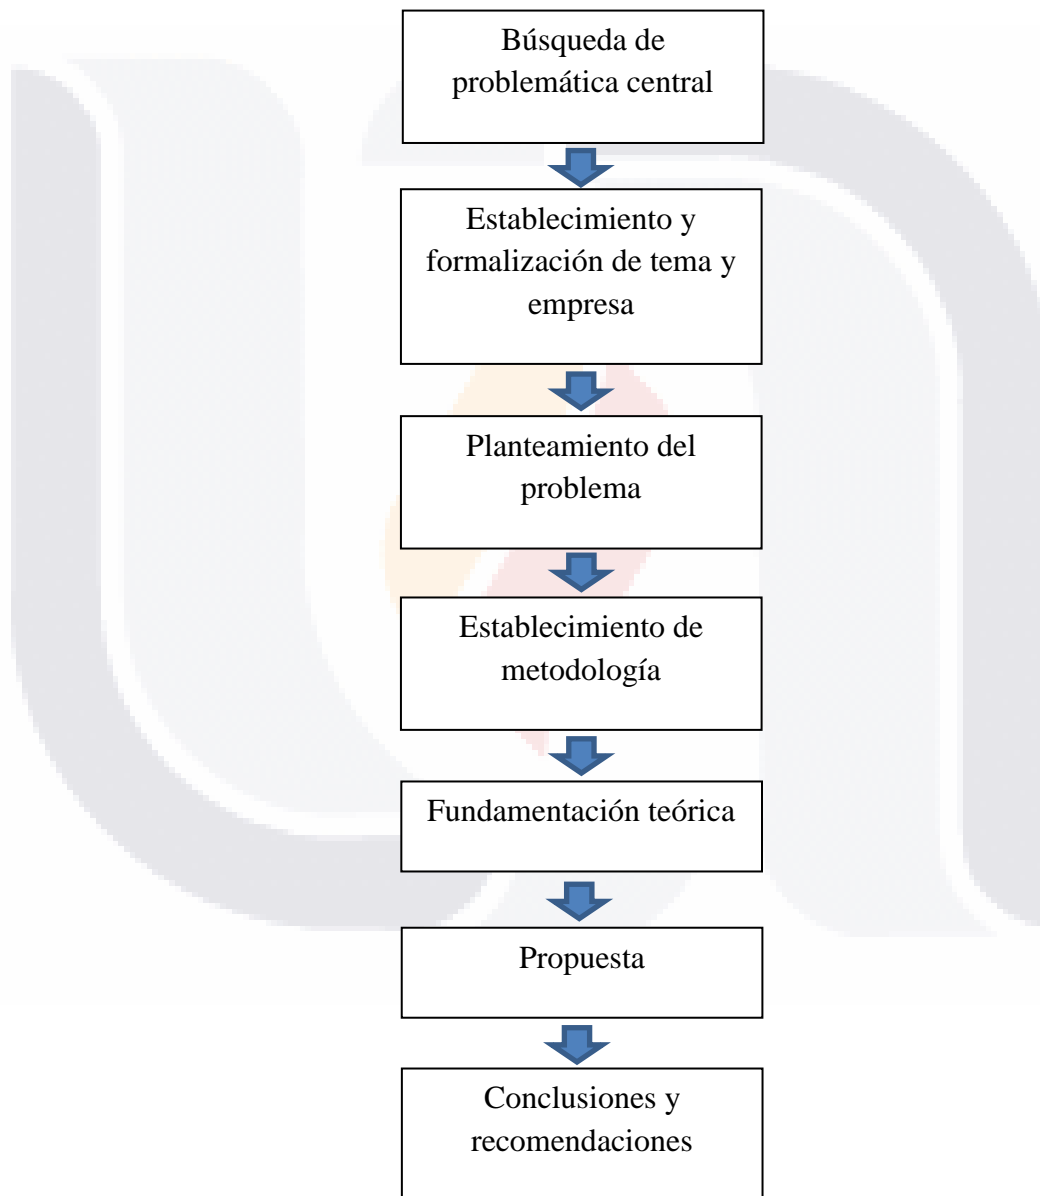 Búsqueda de
problemática central
Establecimiento y
formalización de tema y
empresa
Planteamiento del
problema
Establecimiento de
metodología
Fundamentación teórica
Propuesta
Conclusiones y
recomendaciones